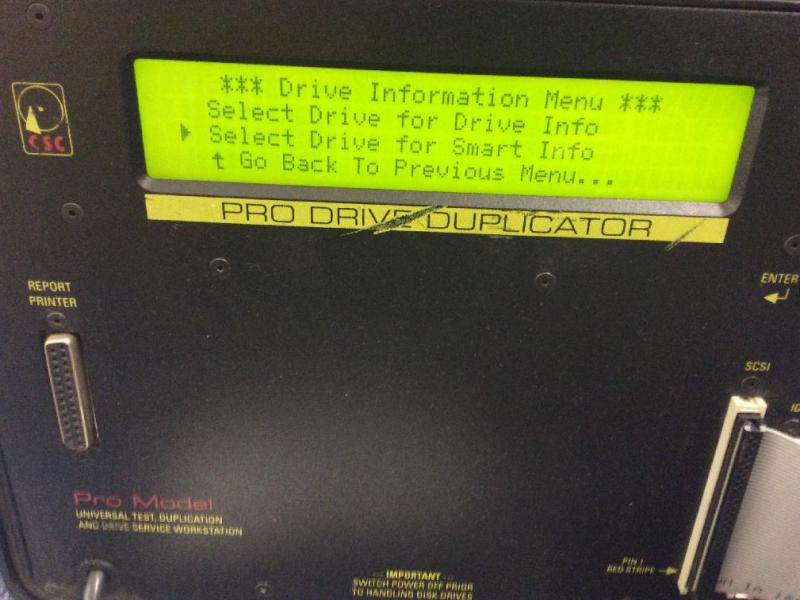 *** Drive Information Menu ***
Select Drive for Drive Info
Select Drive for Smart Info
Go Back To Previous Menu...
CSC
PRO DRIVE DUPLICATOR
REPORT
PRINTER
ENTER
SCSI
Pro Model
UNIVERSAL TEST, DUPLICATION
AND DRIVE SERVICE WORKSTATION
PIN 1
RED STRIPE
--- IMPORTANT ---
SWITCH POWER OFF PRIOR
TO HANDLING DISK DRIVES